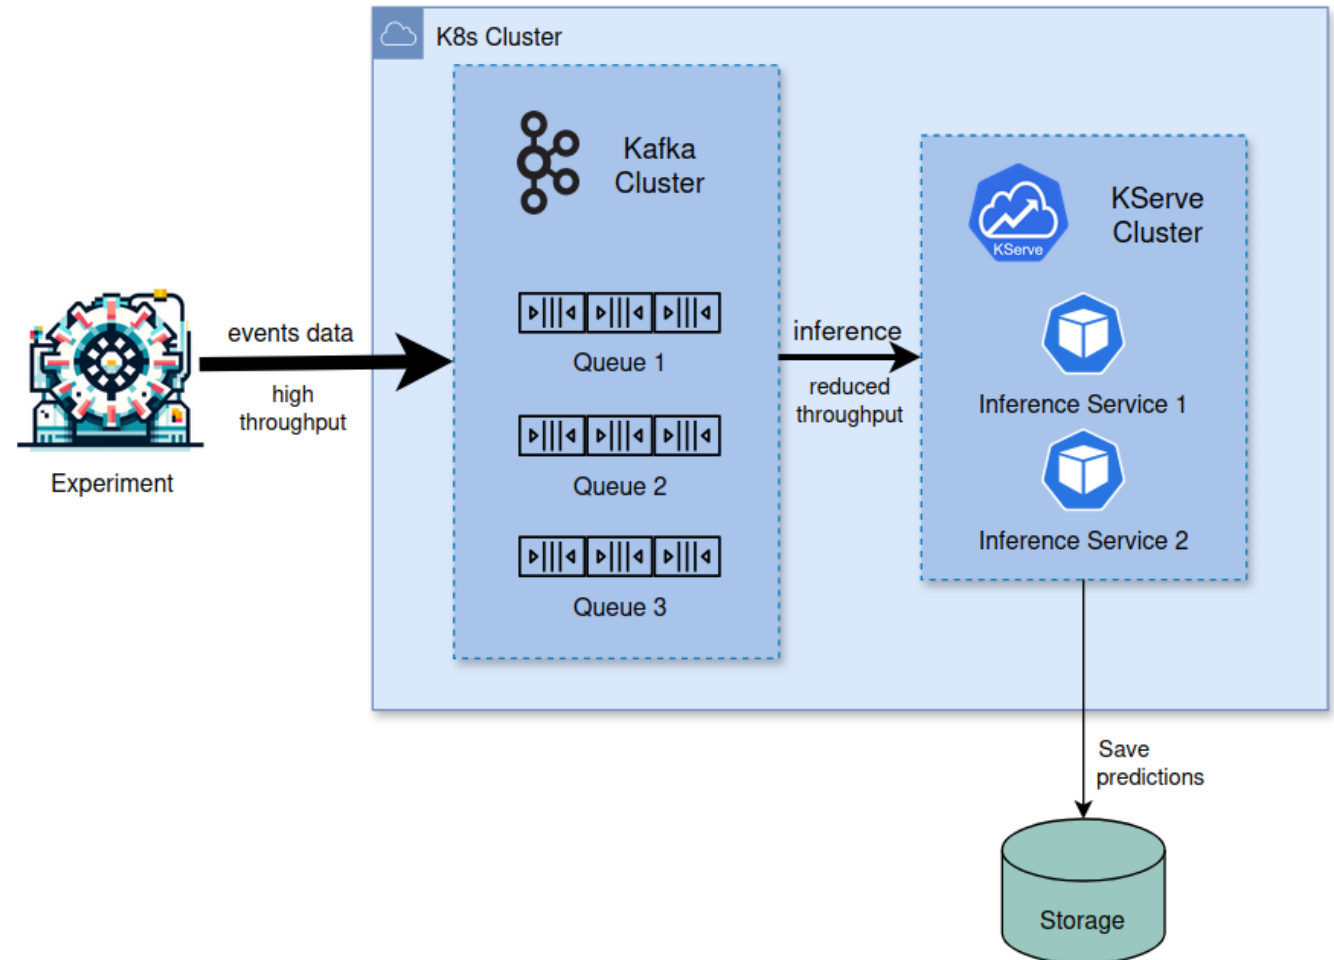 K8s Cluster
Kafka
Cluster
KServe
KServe
Cluster
events data
high
throughput
Experiment
Queue 1
Queue 2
Queue 3
inference
reduced
throughput
Inference Service 1
Inference Service 2
Save
predictions
Storage